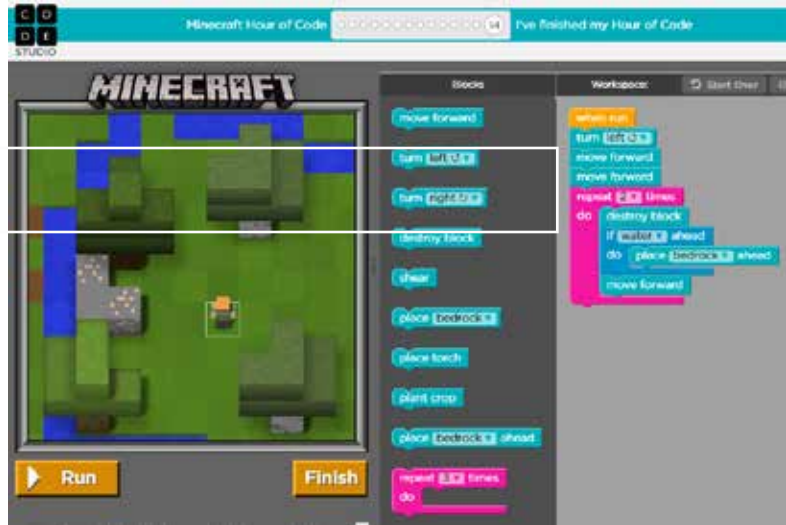 CODE
STUDIO
Minecraft Hour of Code 14 I've finished my Hour of Code
MINECRAFT
Blocks
Workspace:
Start Over
move forward
turn left
turn right
destroy block
shear
place bedrock
place torch
plant crop
place bedrock ahead
repeat times
do
when run
turn left
move forward
move forward
repeat 2 times
do destroy block
if water ahead
do place bedrock ahead
move forward
Run
Finish